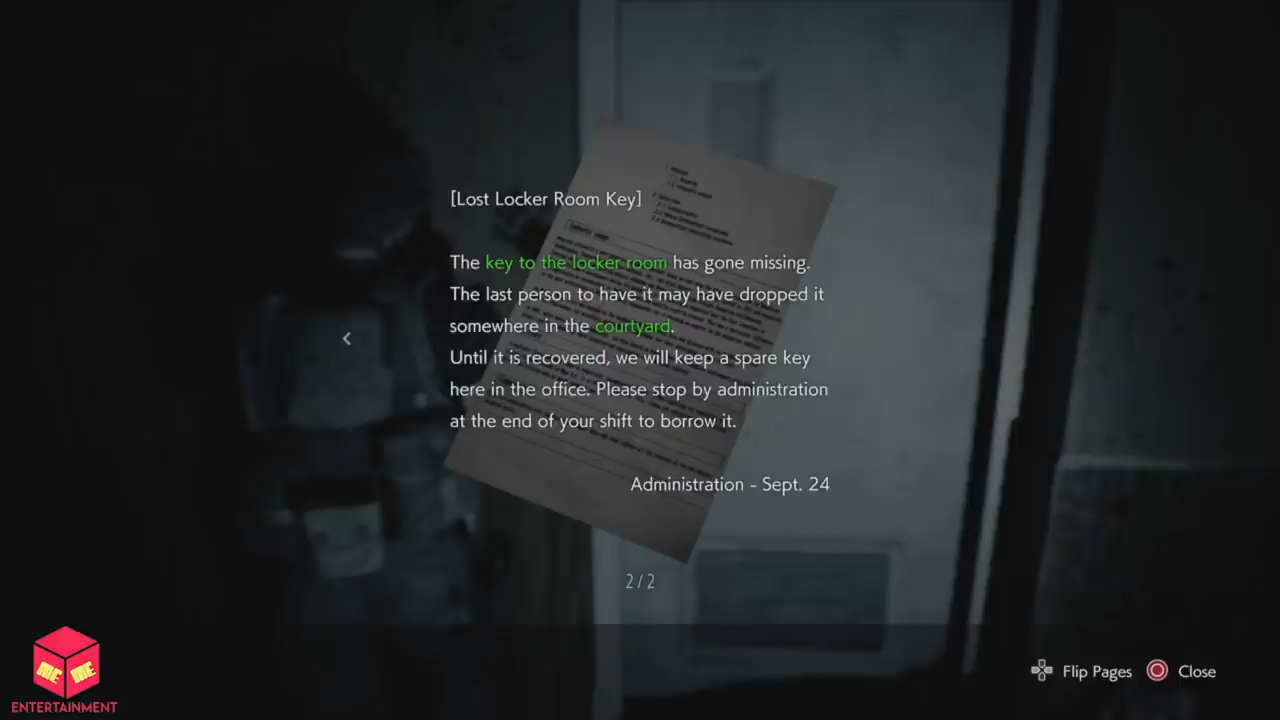 [Lost Locker Room Key]
The key to the locker room has gone missing.
The last person to have it may have dropped it
somewhere in the courtyard.
Until it is recovered, we will keep a spare key
here in the office. Please stop by administration
at the end of your shift to borrow it.
Administration - Sept. 24
2/2
Flip Pages
Close
ME ME
ENTERTAINMENT